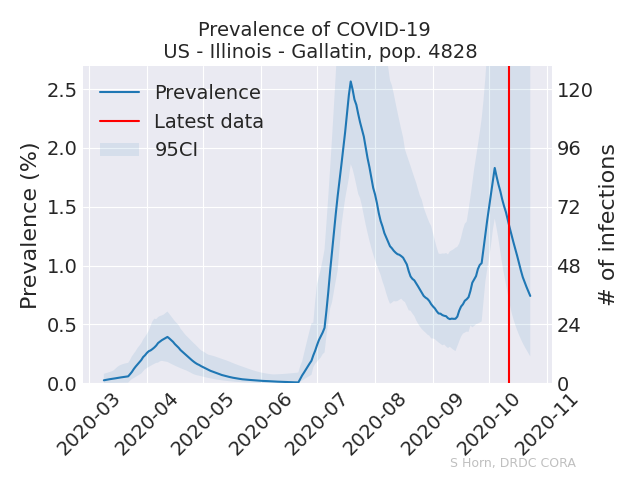 Prevalence of COVID-19
US - Illinois - Gallatin, pop. 4828
Prevalence
Latest data
95CI
Prevalence (%)
2.5
2.0
1.5
1.0
0.5
0.0
120
96
72
48
24
0
# of infections
2020-03
2020-04
2020-05
2020-06
2020-07
2020-08
2020-09
2020-10
2020-11
S Horn, DRDC CORA